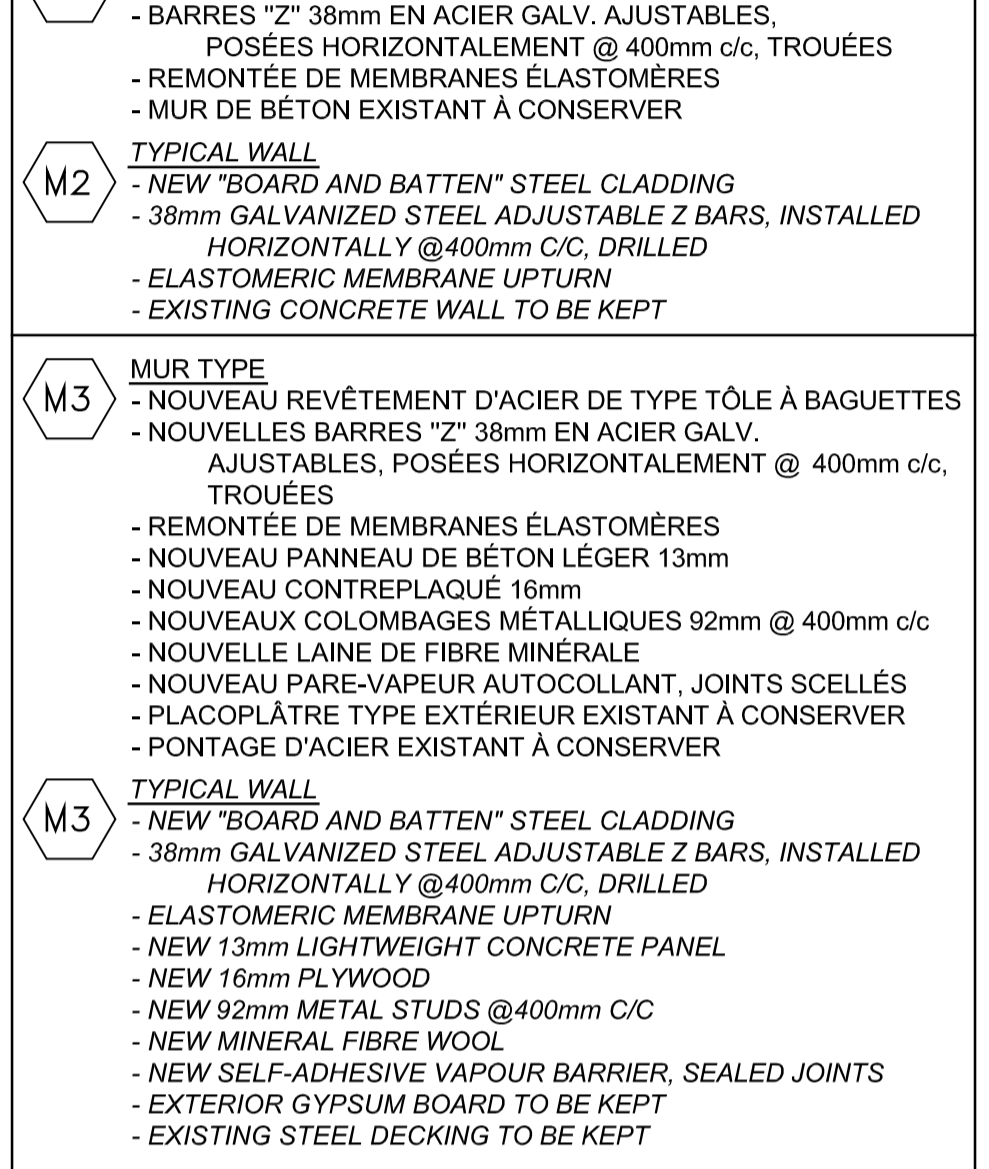 - BARRES "Z" 38mm EN ACIER GALV. AJUSTABLES,
POSÉES HORIZONTALEMENT @ 400mm c/c, TROUÉES
- REMONTÉE DE MEMBRANES ÉLASTOMÈRES
- MUR DE BÉTON EXISTANT À CONSERVER
M2
TYPICAL WALL
- NEW "BOARD AND BATTEN" STEEL CLADDING
- 38mm GALVANIZED STEEL ADJUSTABLE Z BARS, INSTALLED
HORIZONTALLY @400mm C/C, DRILLED
- ELASTOMERIC MEMBRANE UPTURN
- EXISTING CONCRETE WALL TO BE KEPT
M3
MUR TYPE
- NOUVEAU REVÊTEMENT D'ACIER DE TYPE TÔLE À BAGUETTES
- NOUVELLES BARRES "Z" 38mm EN ACIER GALV.
AJUSTABLES, POSÉES HORIZONTALEMENT @ 400mm c/c,
TROUÉES
- REMONTÉE DE MEMBRANES ÉLASTOMÈRES
- NOUVEAU PANNEAU DE BÉTON LÉGER 13mm
- NOUVEAU CONTREPLAQUÉ 16mm
- NOUVEAUX COLOMBAGES MÉTALLIQUES 92mm @ 400mm c/c
- NOUVELLE LAINE DE FIBRE MINÉRALE
- NOUVEAU PARE-VAPEUR AUTOCOLLANT, JOINTS SCELLÉS
- PLACOPLÂTRE TYPE EXTÉRIEUR EXISTANT À CONSERVER
- PONTAGE D'ACIER EXISTANT À CONSERVER
M3
TYPICAL WALL
- NEW "BOARD AND BATTEN" STEEL CLADDING
- 38mm GALVANIZED STEEL ADJUSTABLE Z BARS, INSTALLED
HORIZONTALLY @400mm C/C, DRILLED
- ELASTOMERIC MEMBRANE UPTURN
- NEW 13mm LIGHTWEIGHT CONCRETE PANEL
- NEW 16mm PLYWOOD
- NEW 92mm METAL STUDS @400mm C/C
- NEW MINERAL FIBRE WOOL
- NEW SELF-ADHESIVE VAPOUR BARRIER, SEALED JOINTS
- EXTERIOR GYPSUM BOARD TO BE KEPT
- EXISTING STEEL DECKING TO BE KEPT